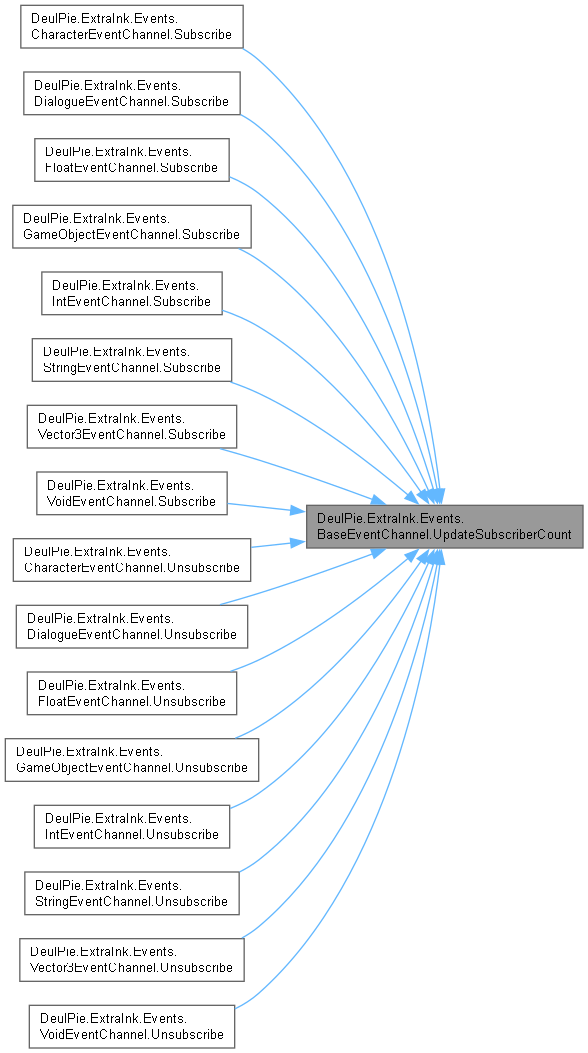 DeulPie.ExtraInk.Events.
CharacterEventChannel.Subscribe
DeulPie.ExtraInk.Events.
DialogueEventChannel.Subscribe
DeulPie.ExtraInk.Events.
FloatEventChannel.Subscribe
DeulPie.ExtraInk.Events.
GameObjectEventChannel.Subscribe
DeulPie.ExtraInk.Events.
IntEventChannel.Subscribe
DeulPie.ExtraInk.Events.
StringEventChannel.Subscribe
DeulPie.ExtraInk.Events.
Vector3EventChannel.Subscribe
DeulPie.ExtraInk.Events.
VoidEventChannel.Subscribe
DeulPie.ExtraInk.Events.
BaseEventChannel.UpdateSubscriberCount
DeulPie.ExtraInk.Events.
CharacterEventChannel.Unsubscribe
DeulPie.ExtraInk.Events.
DialogueEventChannel.Unsubscribe
DeulPie.ExtraInk.Events.
FloatEventChannel.Unsubscribe
DeulPie.ExtraInk.Events.
GameObjectEventChannel.Unsubscribe
DeulPie.ExtraInk.Events.
IntEventChannel.Unsubscribe
DeulPie.ExtraInk.Events.
StringEventChannel.Unsubscribe
DeulPie.ExtraInk.Events.
Vector3EventChannel.Unsubscribe
DeulPie.ExtraInk.Events.
VoidEventChannel.Unsubscribe